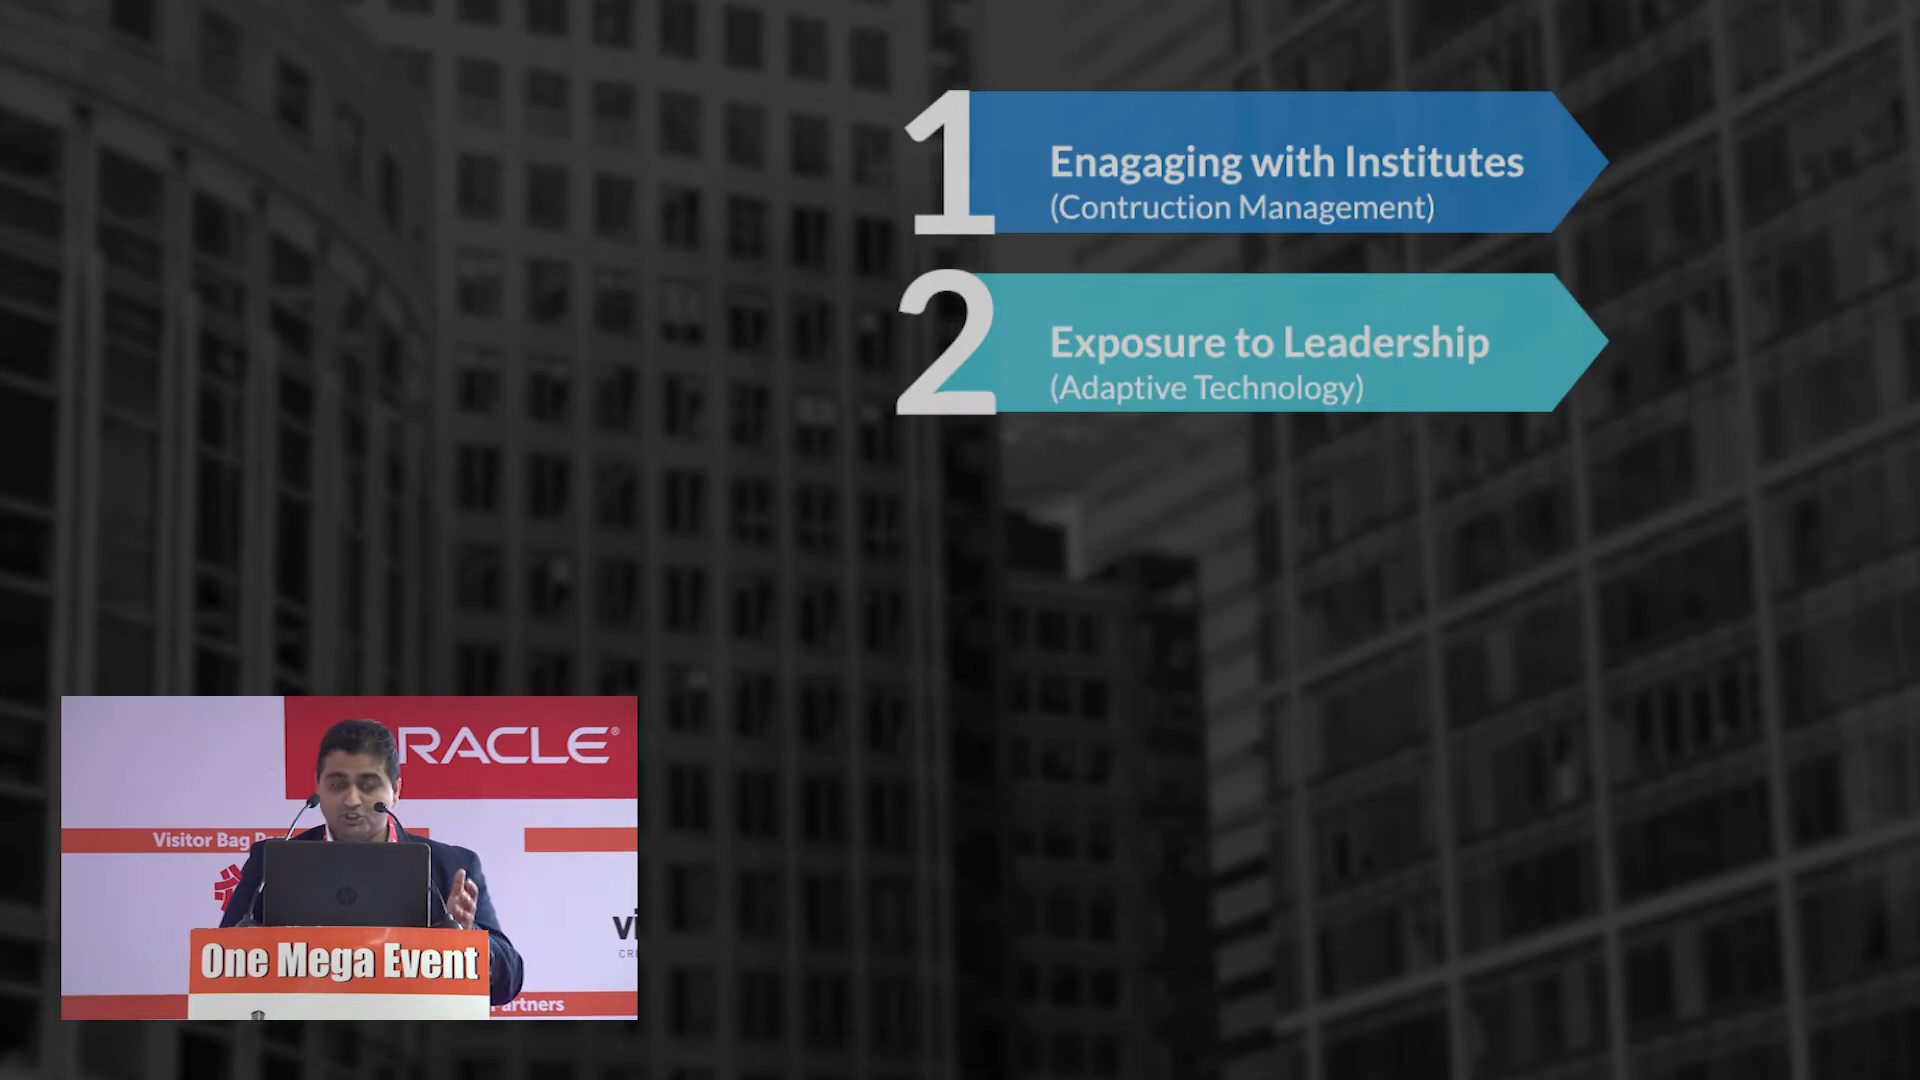 1
Enagaging with Institutes
(Contruction Management)
2
Exposure to Leadership
(Adaptive Technology)
RACLE®
Visitor Bag
One Mega Event
artners